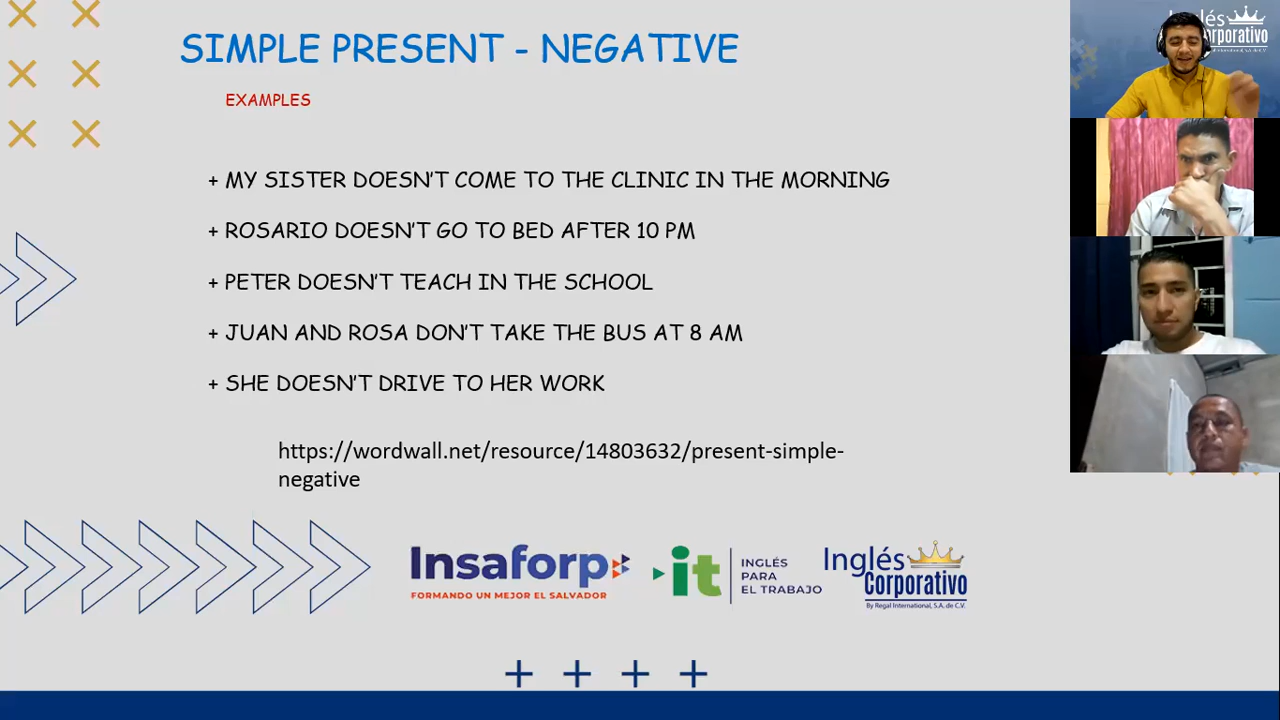 SIMPLE PRESENT - NEGATIVE
EXAMPLES
+ MY SISTER DOESN'T COME TO THE CLINIC IN THE MORNING
+ ROSARIO DOESN'T GO TO BED AFTER 10 PM
+ PETER DOESN'T TEACH IN THE SCHOOL
+ JUAN AND ROSA DON'T TAKE THE BUS AT 8 AM
+ SHE DOESN'T DRIVE TO HER WORK
https://wordwall.net/resource/14803632/present-simple-
negative
Insaforp
FORMANDO UN MEJOR EL SALVADOR
it
INGLÉS
PARA
EL TRABAJO
Inglés
Corporativo
By Regal International, S.A. de C.V.